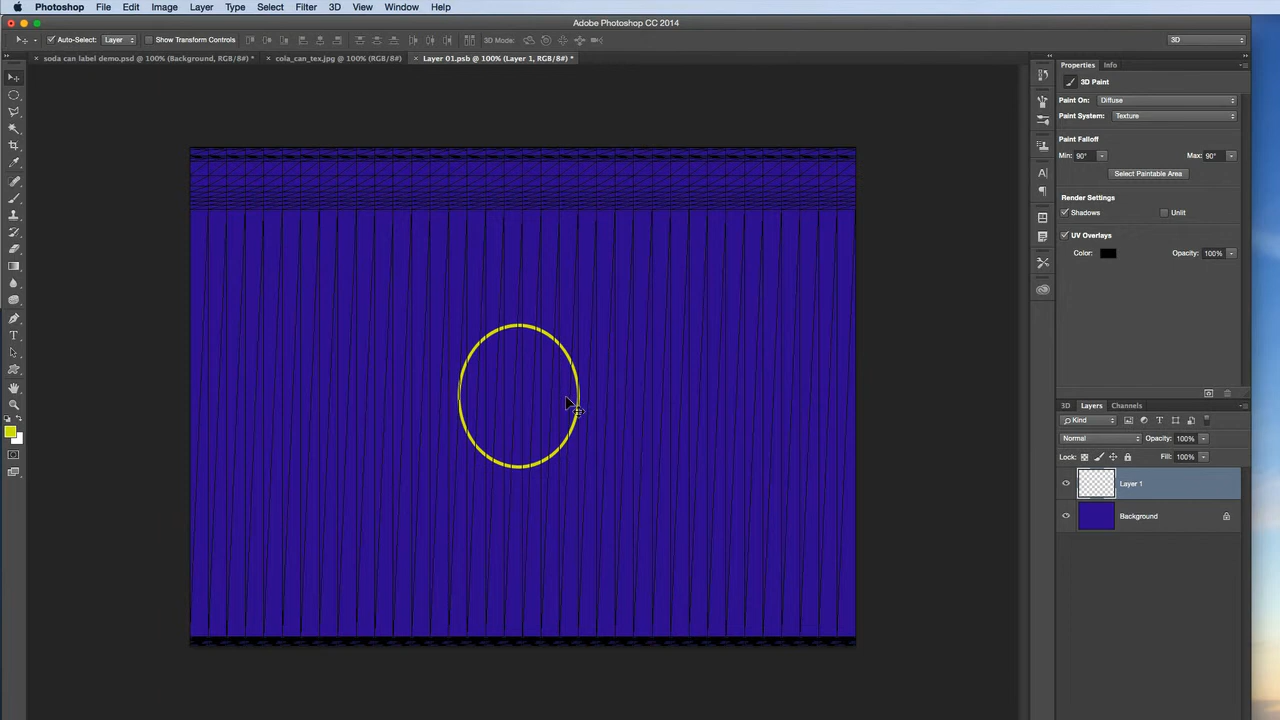 Photoshop File Edit Image Layer Type Select Filter 3D View Window Help
Adobe Photoshop CC 2014
Auto-Select: Layer Show Transform Controls 3D Mode: 3D
soda can label demo.psd @ 100% (Background, RGB/8#) * cola_can_tex.jpg @ 100% (RGB/8#) Layer 01.psb @ 100% (Layer 1, RGB/8#) *
Properties Info
3D Paint
Paint On: Diffuse
Paint System: Texture
Paint Falloff
Min: 90° Max: 90°
Select Paintable Area
Render Settings
Shadows Unlit
UV Overlays
Color: Opacity: 100%
3D Layers Channels
Kind
Normal Opacity: 100%
Lock: Fill: 100%
Layer 1
Background